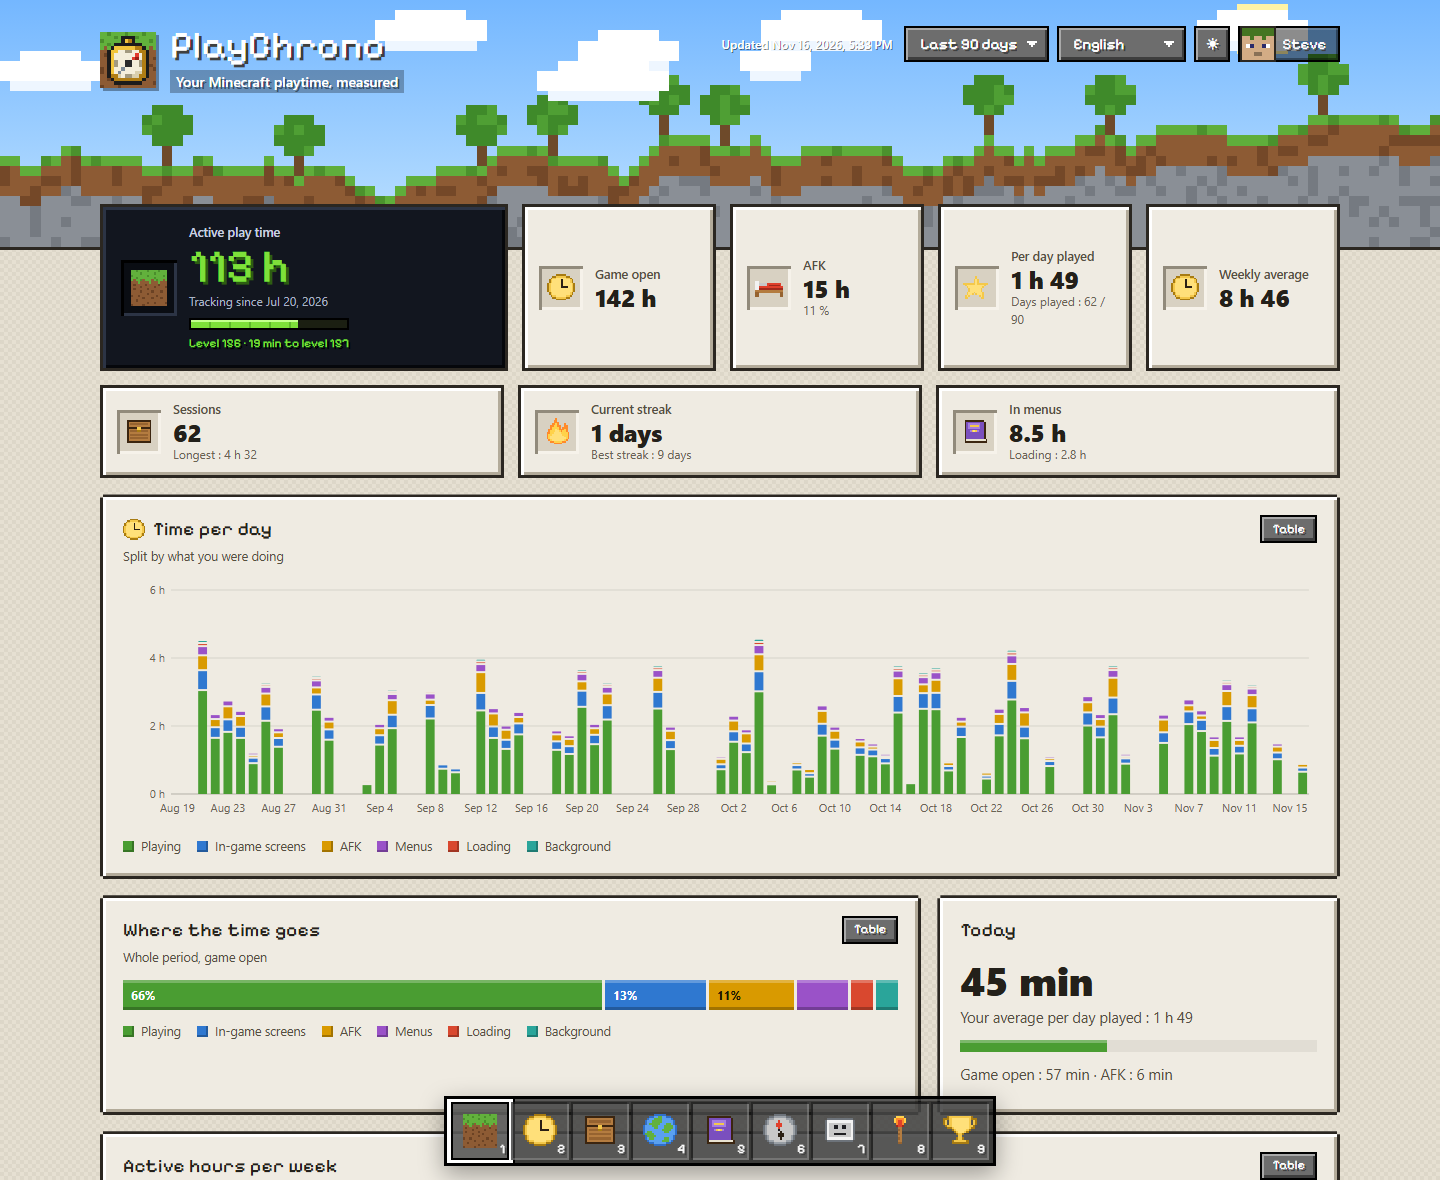 PlayChrono
Your Minecraft playtime, measured
Updated Nov 16, 2026, 5:33 PM
Last 90 days
English
Steve
Active play time
113 h
Tracking since Jul 20, 2026
Level 186 · 19 min to level 187
Game open
142 h
AFK
15 h
11 %
Per day played
1 h 49
Days played : 62 /
90
Weekly average
8 h 46
Sessions
62
Longest : 4 h 32
Current streak
1 days
Best streak : 9 days
In menus
8.5 h
Loading : 2.8 h
Time per day
Table
Split by what you were doing
6 h
4 h
2 h
0 h
Aug 19 Aug 23 Aug 27 Aug 31 Sep 4 Sep 8 Sep 12 Sep 16 Sep 20 Sep 24 Sep 28 Oct 2 Oct 6 Oct 10 Oct 14 Oct 18 Oct 22 Oct 26 Oct 30 Nov 3 Nov 7 Nov 11 Nov 15
Playing In-game screens AFK Menus Loading Background
Where the time goes
Table
Whole period, game open
66% 13% 11%
Playing In-game screens AFK Menus Loading Background
Today
45 min
Your average per day played : 1 h 49
Game open : 57 min · AFK : 6 min
1 2 3 4 5 6 7 8 9
Active hours per week
Table